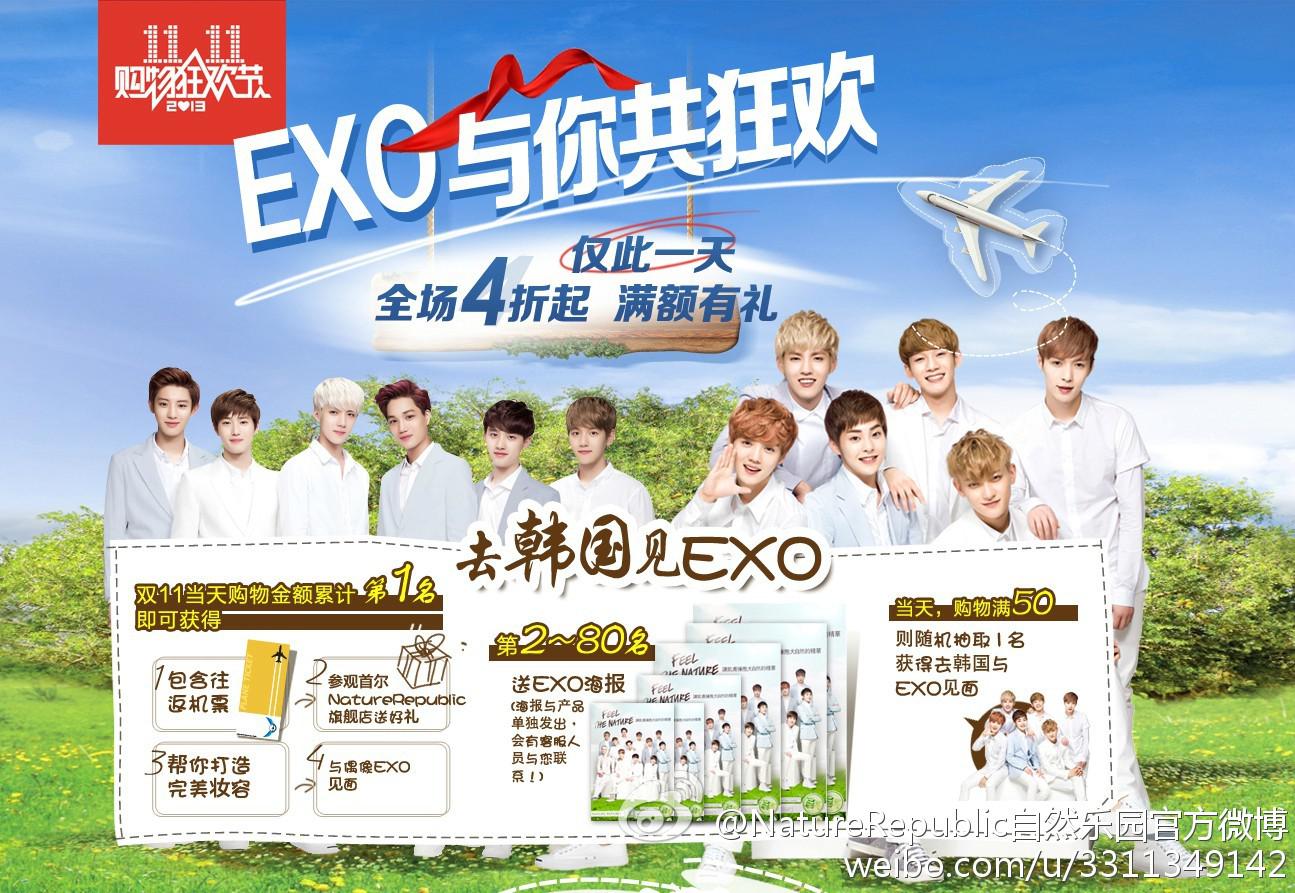 11.11
购物狂欢节
2013
EXO与你共狂欢
仅此一天
全场4折起 满额有礼
去韩国见EXO
双11当天购物金额累计第1名
即可获得
1 包含往
返机票
PLANE TICKET
2 参观首尔
NatureRepublic
旗舰店送好礼
3 帮你打造
完美妆容
4 与偶像EXO
见面
第2~80名
送EXO海报
(海报与产品
单独发出，
会有客服人
员与您联
系！)
FEEL
THE NATURE
当天，购物满50
则随机抽取1名
获得去韩国与
EXO见面
@NatureRepublic自然乐园官方微博
weibo.com/u/3311349142